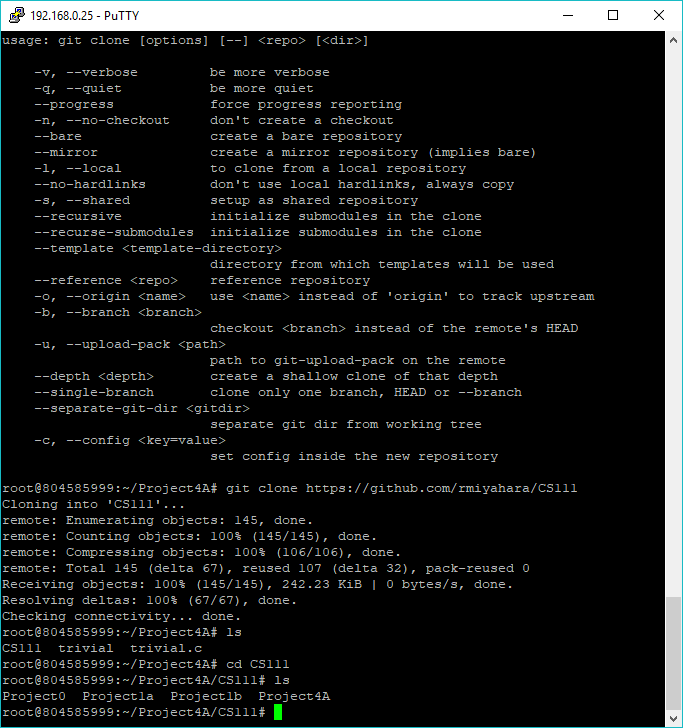 192.168.0.25 - PuTTY
usage: git clone [options] [--] <repo> [<dir>]
-v, --verbose be more verbose
-q, --quiet be more quiet
--progress force progress reporting
-n, --no-checkout don't create a checkout
--bare create a bare repository
--mirror create a mirror repository (implies bare)
-l, --local to clone from a local repository
--no-hardlinks don't use local hardlinks, always copy
-s, --shared setup as shared repository
--recursive initialize submodules in the clone
--recurse-submodules initialize submodules in the clone
--template <template-directory>
directory from which templates will be used
--reference <repo> reference repository
-o, --origin <name> use <name> instead of 'origin' to track upstream
-b, --branch <branch>
checkout <branch> instead of the remote's HEAD
-u, --upload-pack <path>
path to git-upload-pack on the remote
--depth <depth> create a shallow clone of that depth
--single-branch clone only one branch, HEAD or --branch
--separate-git-dir <gitdir>
separate git dir from working tree
-c, --config <key=value>
set config inside the new repository
root@804585999:~/Project4A# git clone https://github.com/rmiyahara/CS111
Cloning into 'CS111'...
remote: Enumerating objects: 145, done.
remote: Counting objects: 100% (145/145), done.
remote: Compressing objects: 100% (106/106), done.
remote: Total 145 (delta 67), reused 107 (delta 32), pack-reused 0
Receiving objects: 100% (145/145), 242.23 KiB | 0 bytes/s, done.
Resolving deltas: 100% (67/67), done.
Checking connectivity... done.
root@804585999:~/Project4A# ls
CS111 trivial trivial.c
root@804585999:~/Project4A# cd CS111
root@804585999:~/Project4A/CS111# ls
Project0 Project1a Project1b Project4A
root@804585999:~/Project4A/CS111#